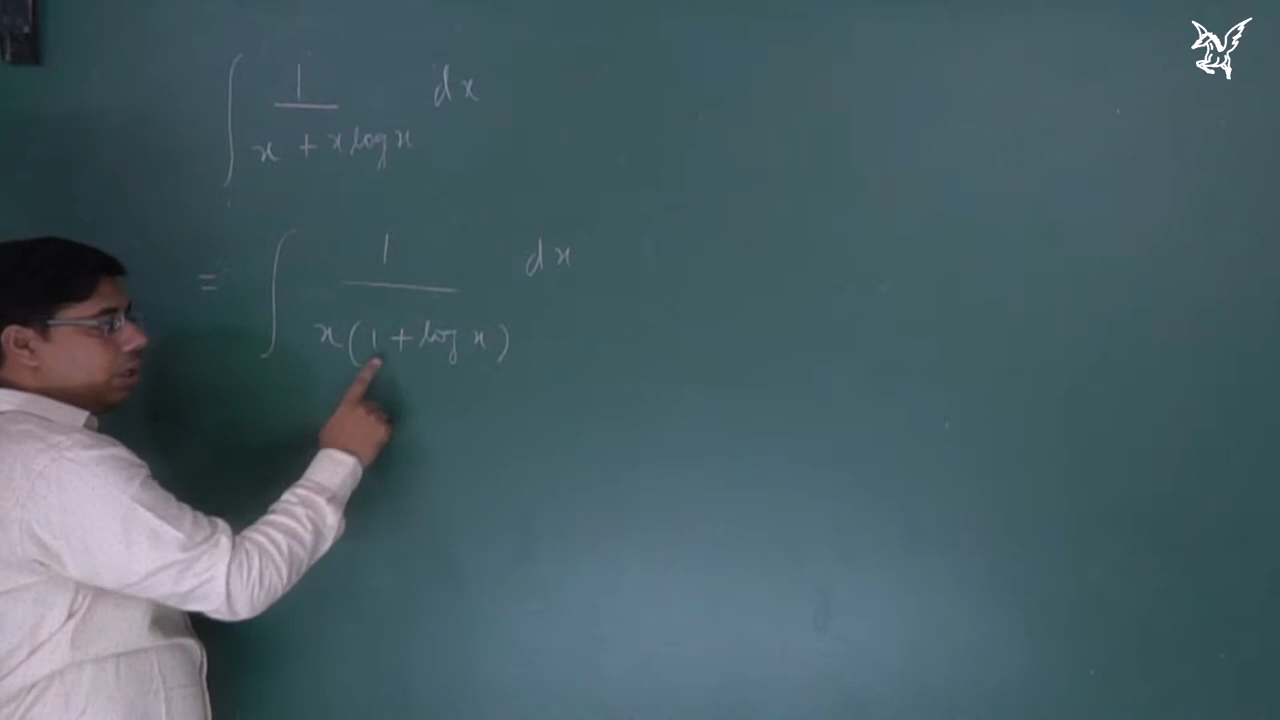 ∫ 1/(x + x log x) dx
= ∫ 1/(x(1 + log x)) dx